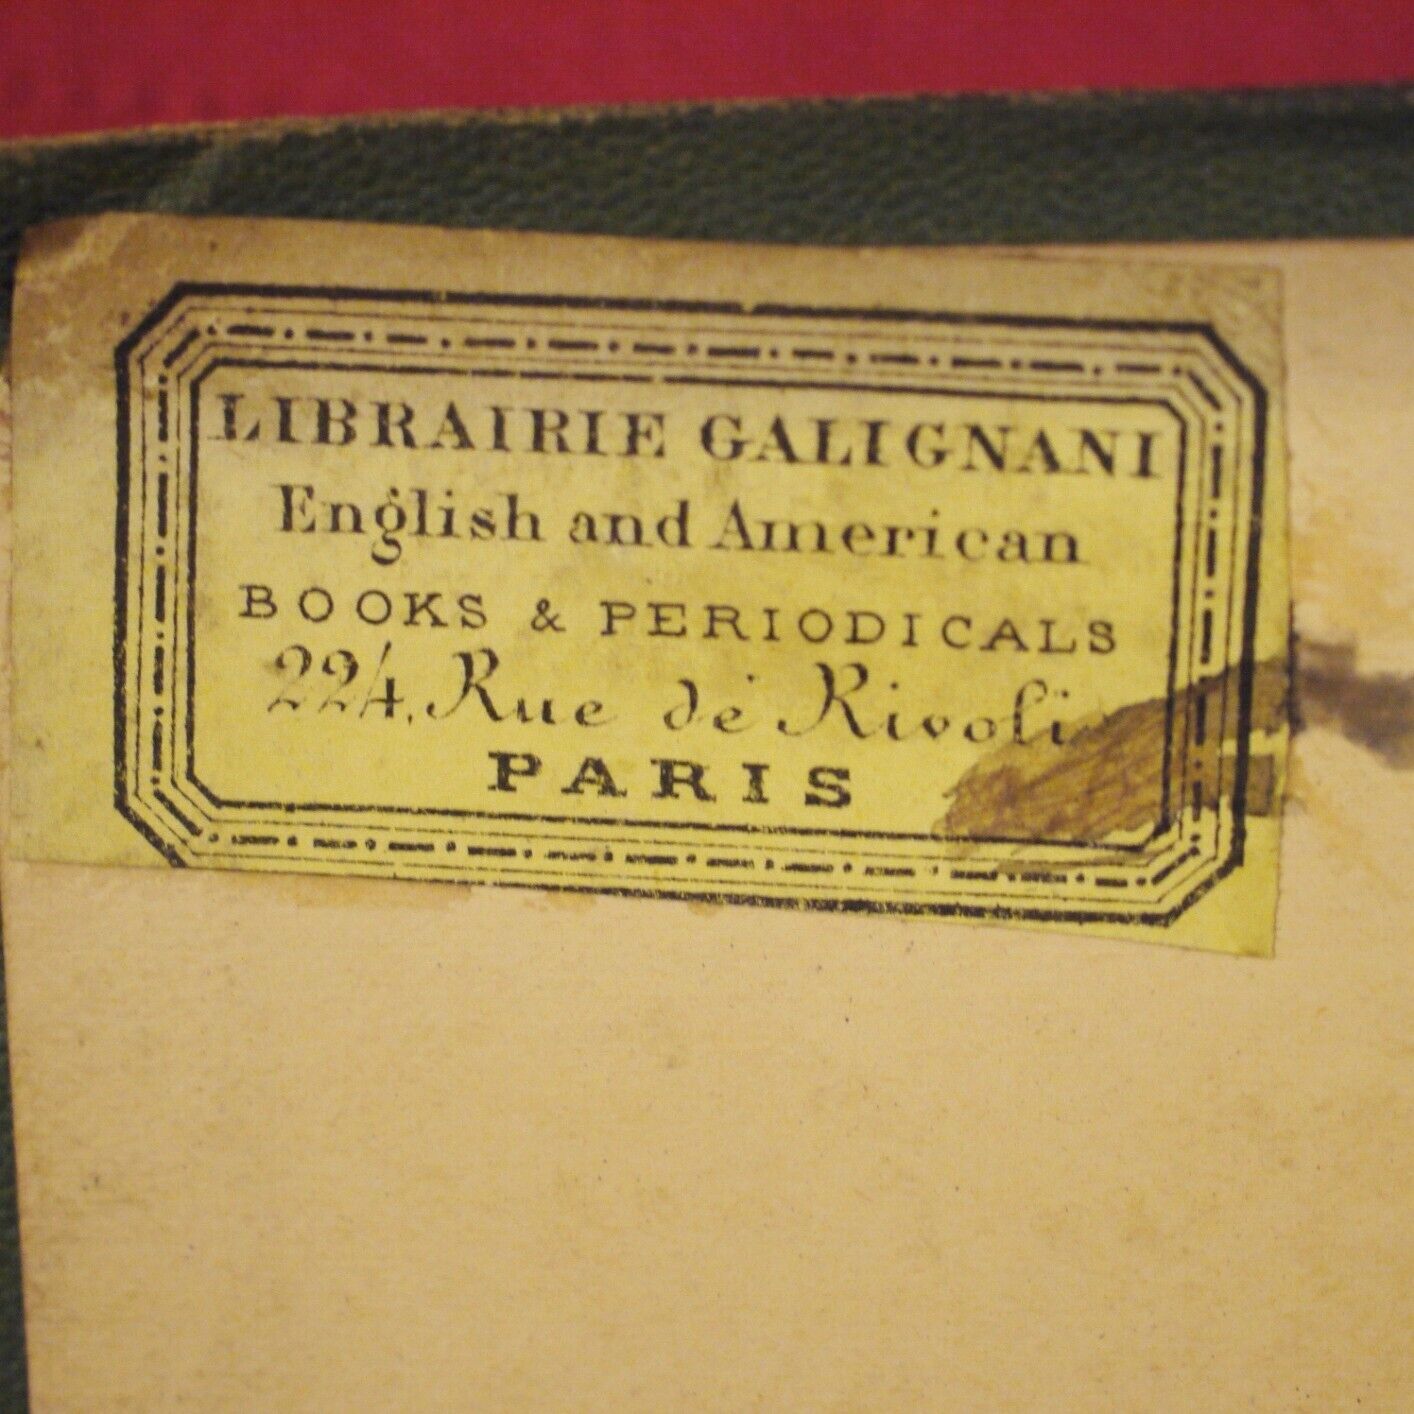 LIBRAIRIE GALIGNANI
English and American
BOOKS & PERIODICALS
224, Rue de Rivoli
PARIS